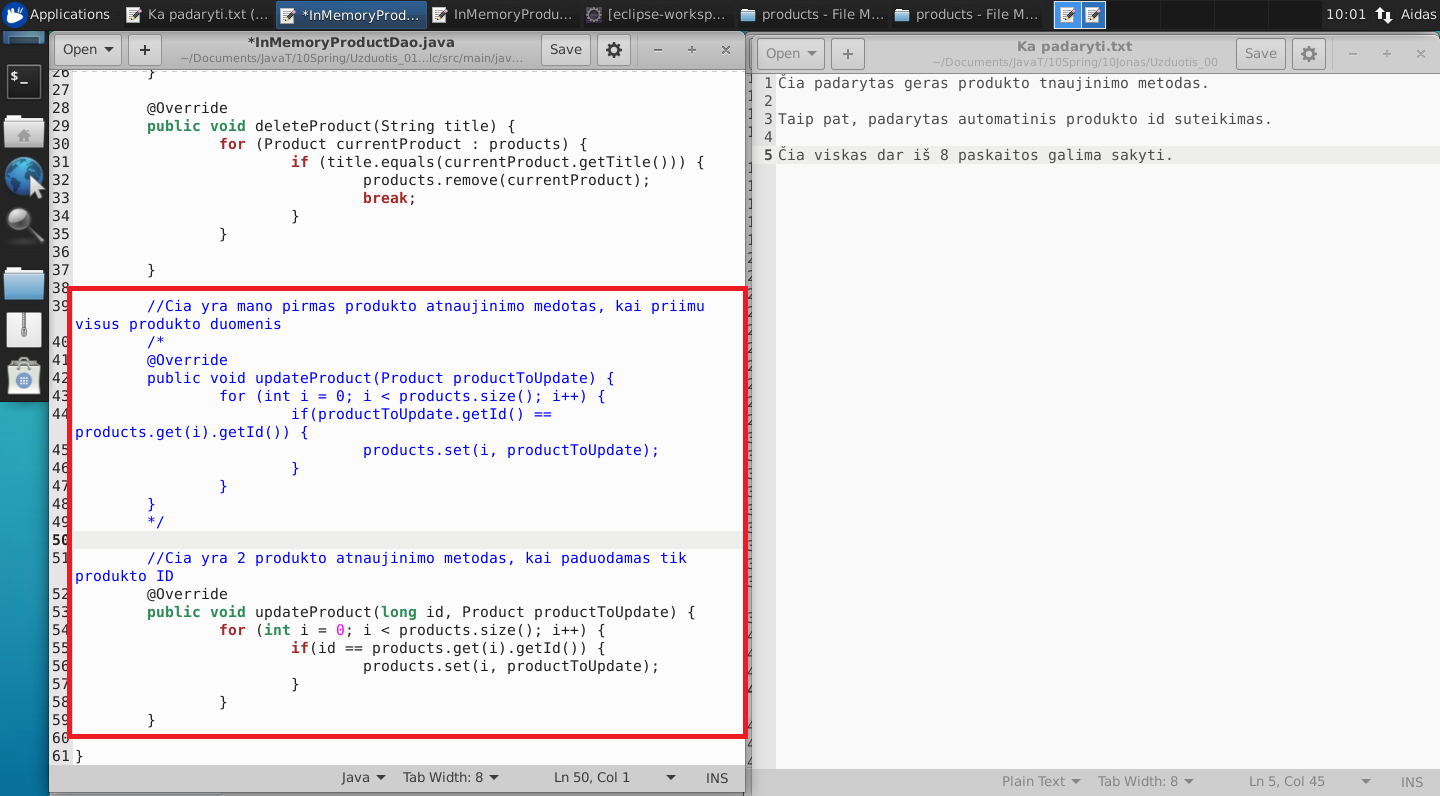 Applications
Ka padaryti.txt (...
*InMemoryProd...
InMemoryProdu...
[eclipse-worksp...
products - File M...
products - File M...
10:01
Aidas
Open
*InMemoryProductDao.java
~/Documents/JavaT/10Spring/Uzduotis_01...lc/src/main/jav...
Save
26 }
27
28 @Override
29 public void deleteProduct(String title) {
30 for (Product currentProduct : products) {
31 if (title.equals(currentProduct.getTitle())) {
32 products.remove(currentProduct);
33 break;
34 }
35 }
36
37 }
38
39 //Cia yra mano pirmas produkto atnaujinimo medotas, kai priimu
visus produkto duomenis
40 /*
41 @Override
42 public void updateProduct(Product productToUpdate) {
43 for (int i = 0; i < products.size(); i++) {
44 if(productToUpdate.getId() ==
products.get(i).getId()) {
45 products.set(i, productToUpdate);
46 }
47 }
48 }
49 */
50
51 //Cia yra 2 produkto atnaujinimo metodas, kai paduodamas tik
produkto ID
52 @Override
53 public void updateProduct(long id, Product productToUpdate) {
54 for (int i = 0; i < products.size(); i++) {
55 if(id == products.get(i).getId()) {
56 products.set(i, productToUpdate);
57 }
58 }
59 }
60
61 }
Java Tab Width: 8 Ln 50, Col 1 INS
Open
Ka padaryti.txt
~/Documents/JavaT/10Spring/10Jonas/Uzduotis_00
Save
1 Čia padarytas geras produkto tnaujinimo metodas.
2
3 Taip pat, padarytas automatinis produkto id suteikimas.
4
5 Čia viskas dar iš 8 paskaitos galima sakyti.
Plain Text Tab Width: 8 Ln 5, Col 45 INS